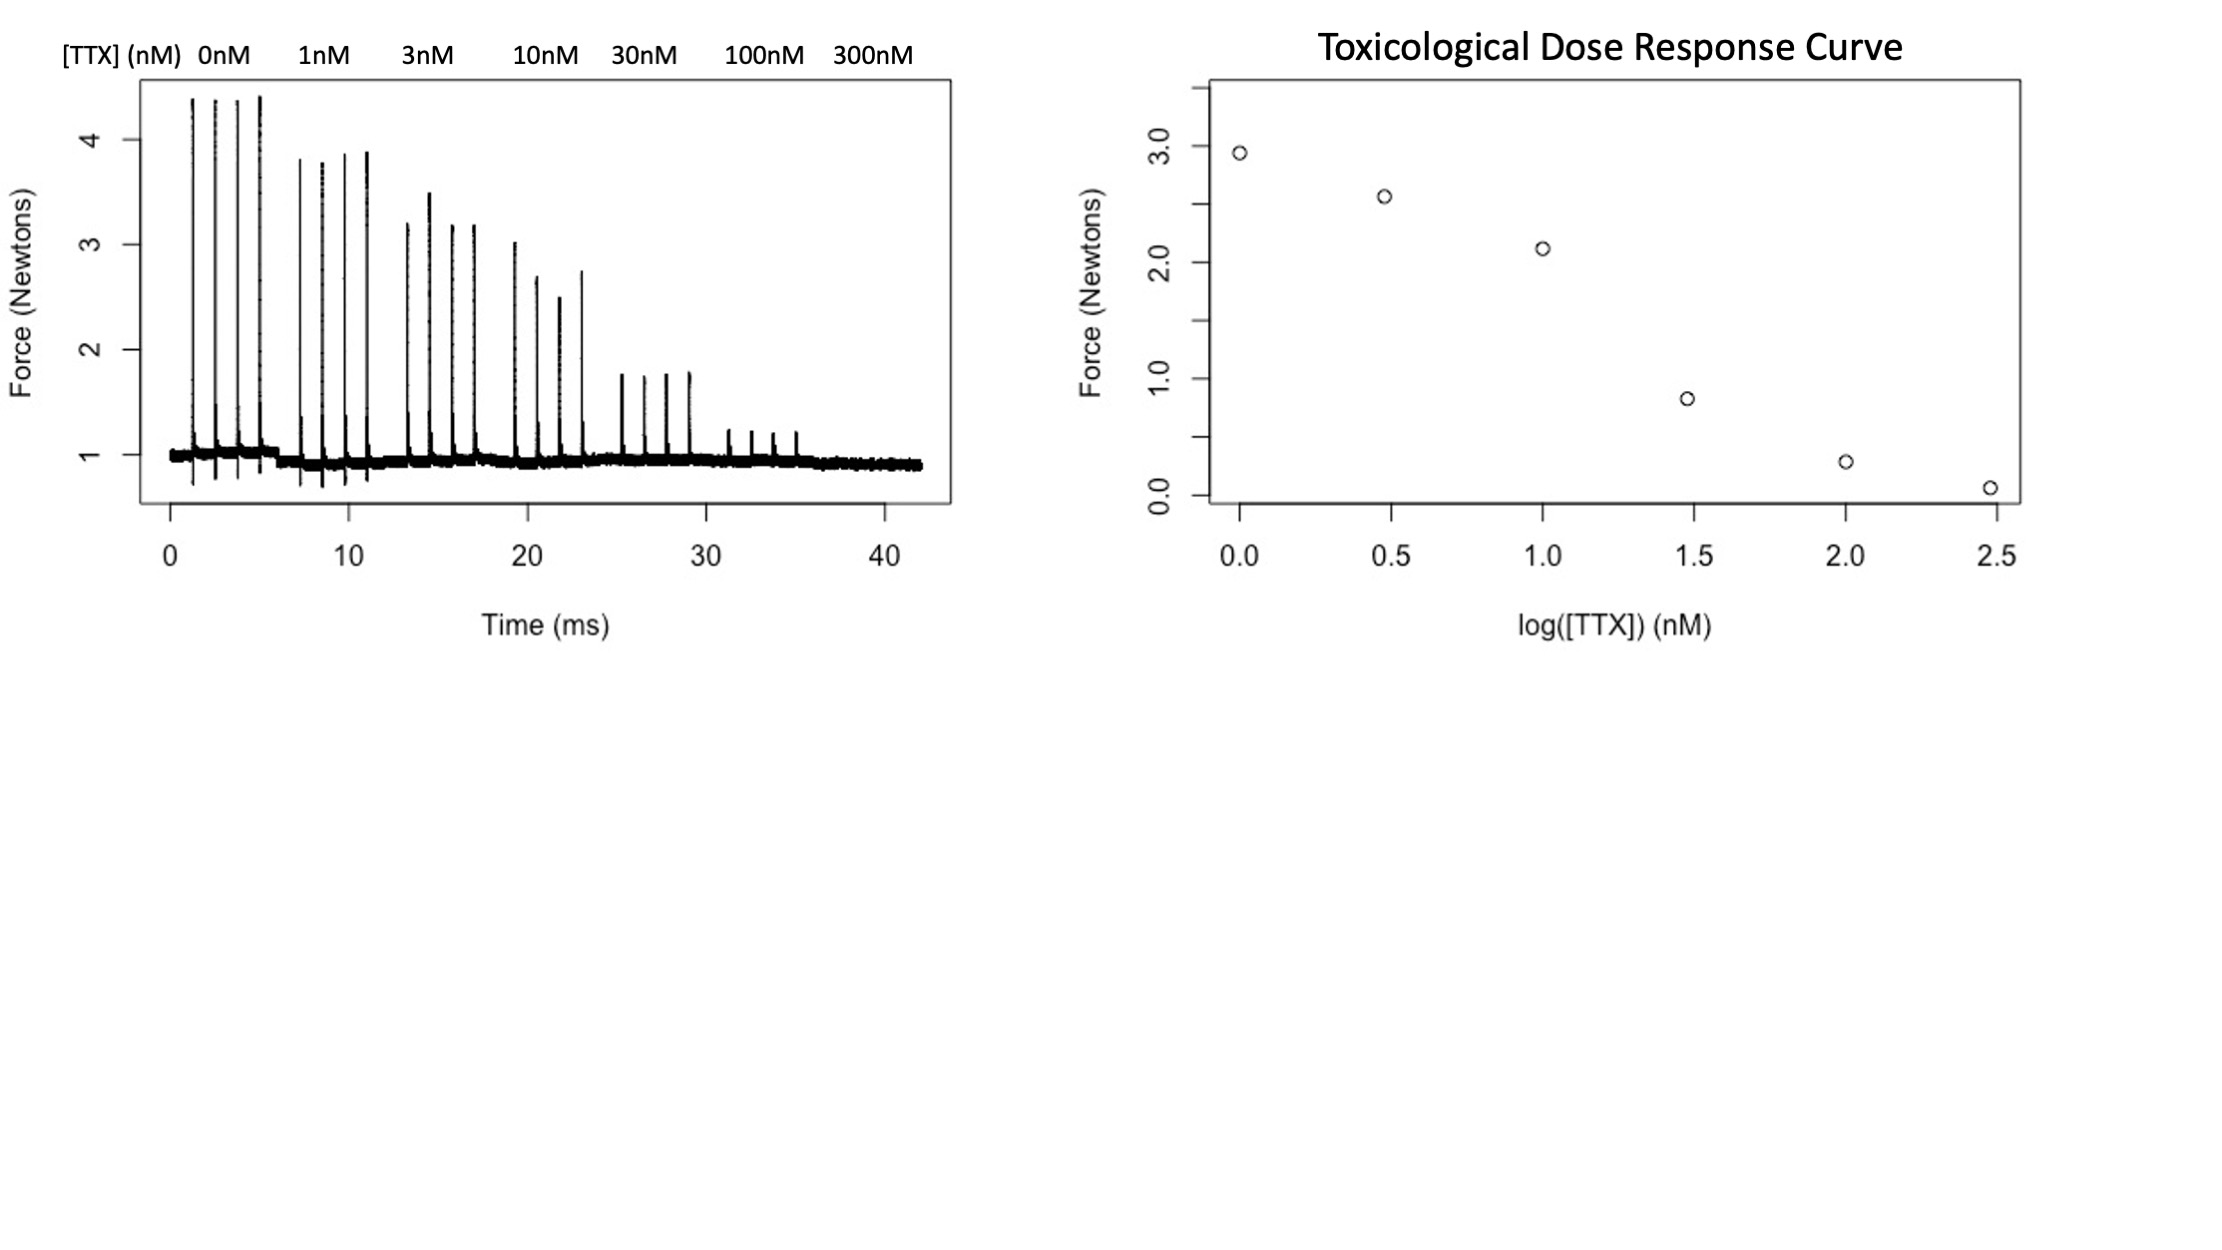 [TTX] (nM) 0nM 1nM 3nM 10nM 30nM 100nM 300nM
Force (Newtons)
4
3
2
1
0 10 20 30 40
Time (ms)
Toxicological Dose Response Curve
Force (Newtons)
3.0
2.0
1.0
0.0
0.0 0.5 1.0 1.5 2.0 2.5
log([TTX]) (nM)